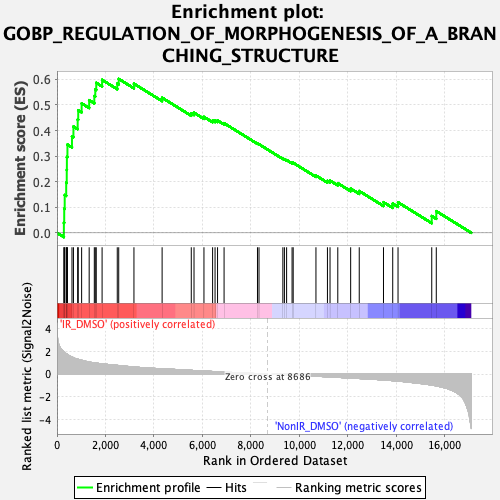 Enrichment plot:
GOBP_REGULATION_OF_MORPHOGENESIS_OF_A_BRAN
CHING_STRUCTURE
Enrichment score (ES)
0.6
0.5
0.4
0.3
0.2
0.1
0.0
'IR_DMSO' (positively correlated)
Ranked list metric (Signal2Noise)
4
2
0
-2
-4
Zero cross at 8686
'NonIR_DMSO' (negatively correlated)
0 2,000 4,000 6,000 8,000 10,000 12,000 14,000 16,000
Rank in Ordered Dataset
Enrichment profile Hits Ranking metric scores